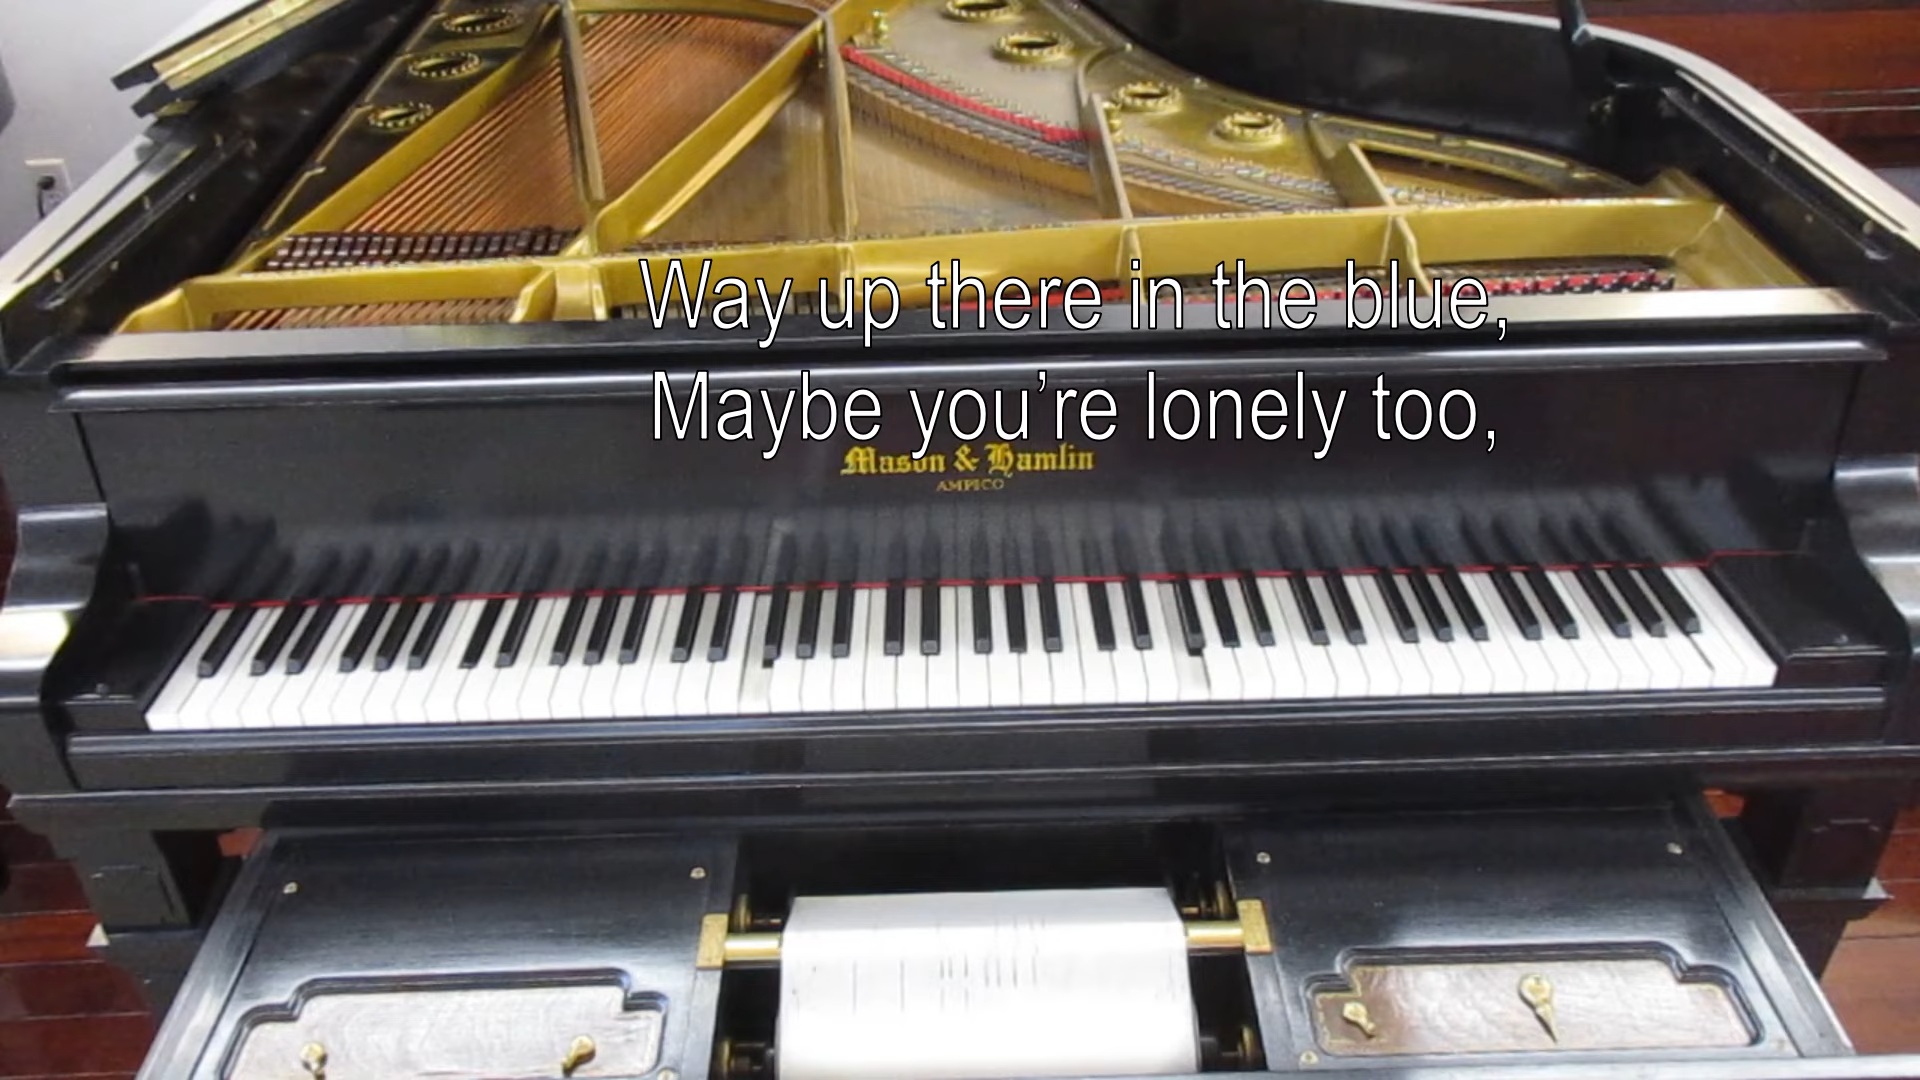 Way up there in the blue,
Maybe you’re lonely too,
Mason & Hamlin
AMPICO